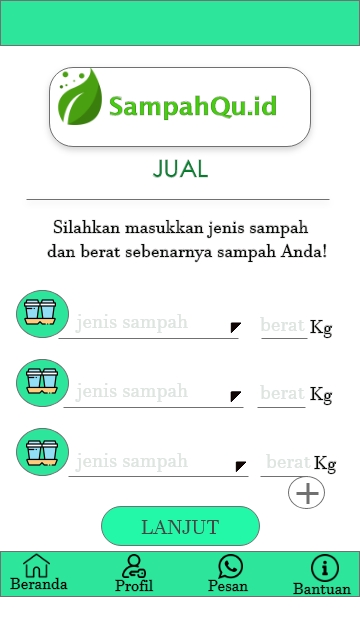 SampahQu.id
JUAL
Silahkan masukkan jenis sampah
dan berat sebenarnya sampah Anda!
jenis sampah berat Kg
jenis sampah berat Kg
jenis sampah berat Kg
LANJUT
Beranda Profil Pesan Bantuan